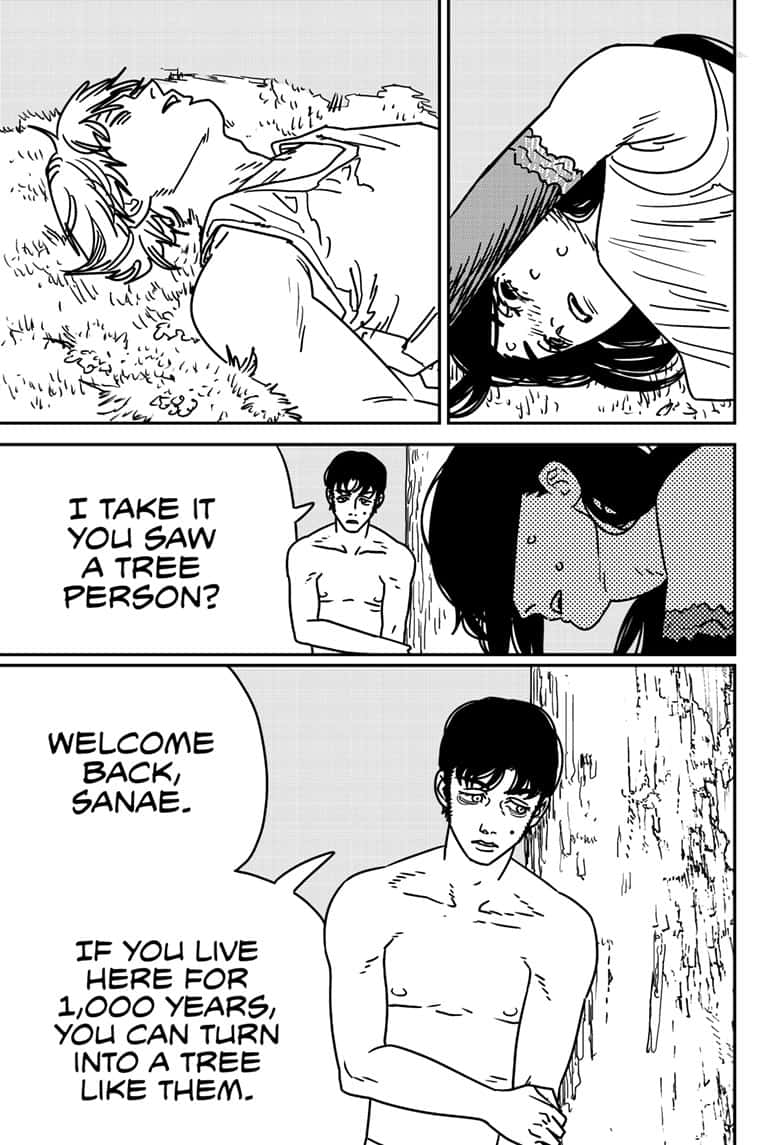 I TAKE IT
YOU SAW
A TREE
PERSON?
WELCOME
BACK,
SANAE.
IF YOU LIVE
HERE FOR
1,000 YEARS,
YOU CAN TURN
INTO A TREE
LIKE THEM.